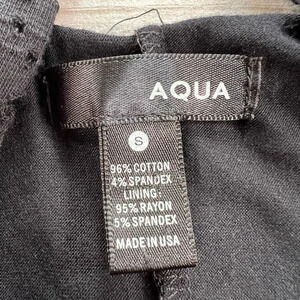 AQUA
S
96% COTTON
4% SPANDEX
LINING:
95% RAYON
5% SPANDEX
MADE IN USA